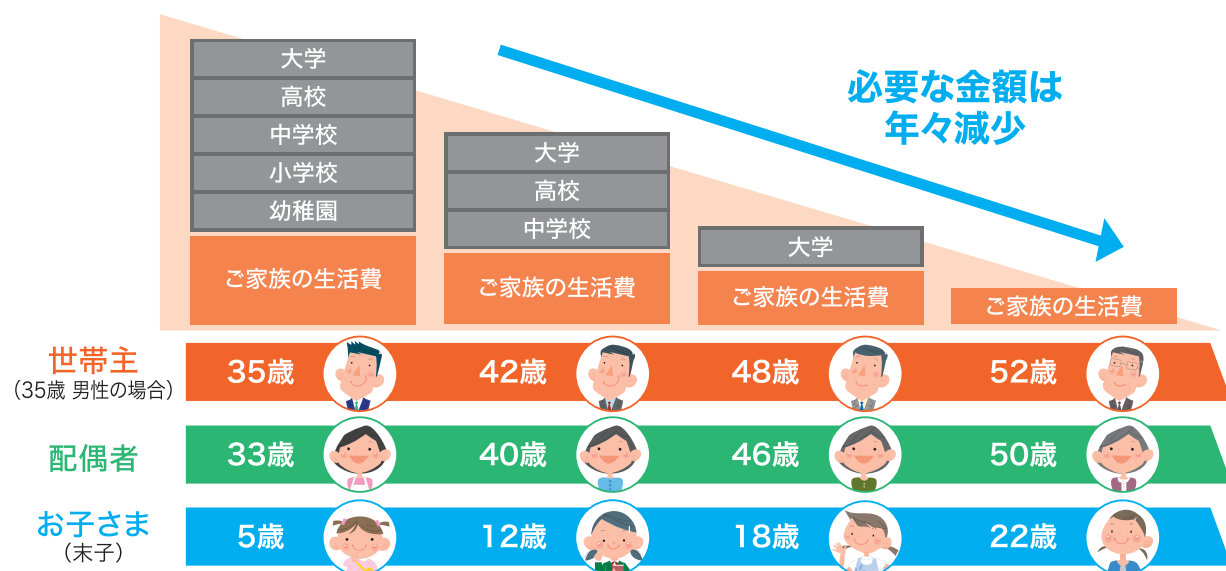 必要な金額は
年々減少
大学
高校
中学校
小学校
幼稚園
ご家族の生活費
大学
高校
中学校
ご家族の生活費
大学
ご家族の生活費
ご家族の生活費
世帯主
（35歳 男性の場合）
35歳 42歳 48歳 52歳
配偶者
33歳 40歳 46歳 50歳
お子さま
（末子）
5歳 12歳 18歳 22歳